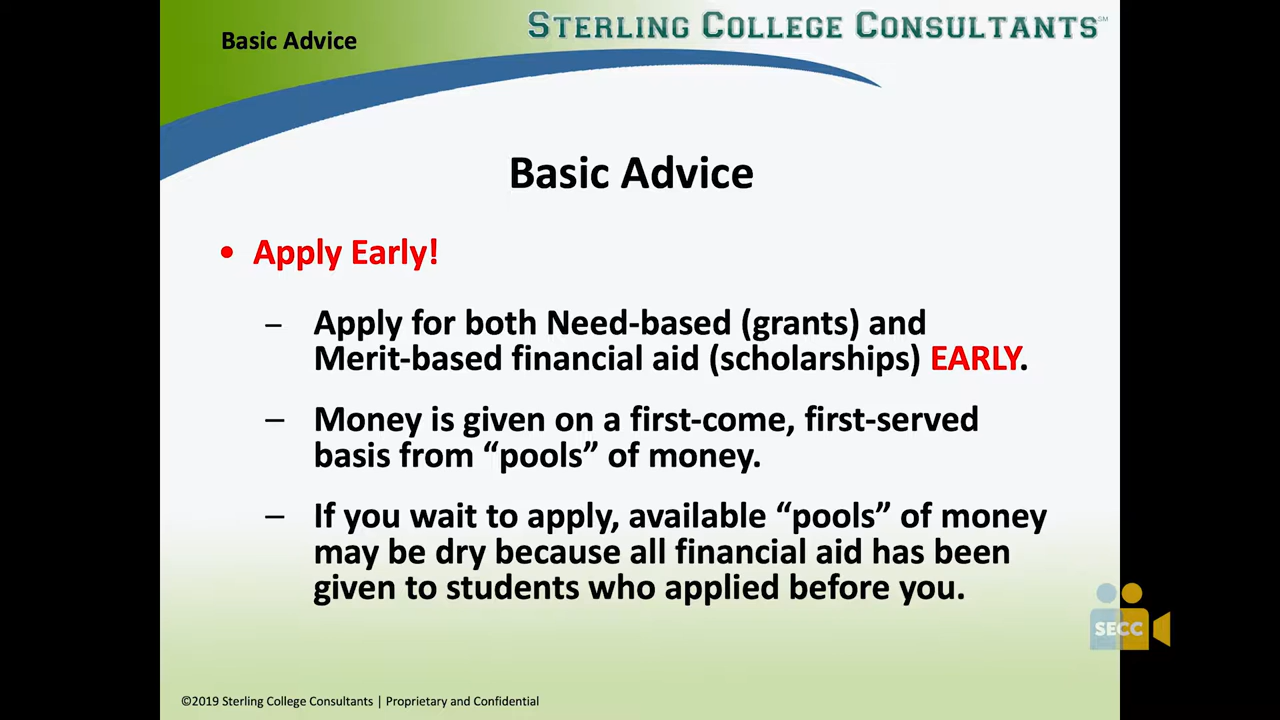 Basic Advice
STERLING COLLEGE CONSULTANTS℠
Basic Advice
• Apply Early!
– Apply for both Need-based (grants) and
Merit-based financial aid (scholarships) EARLY.
– Money is given on a first-come, first-served
basis from “pools” of money.
– If you wait to apply, available “pools” of money
may be dry because all financial aid has been
given to students who applied before you.
SECC
©2019 Sterling College Consultants | Proprietary and Confidential